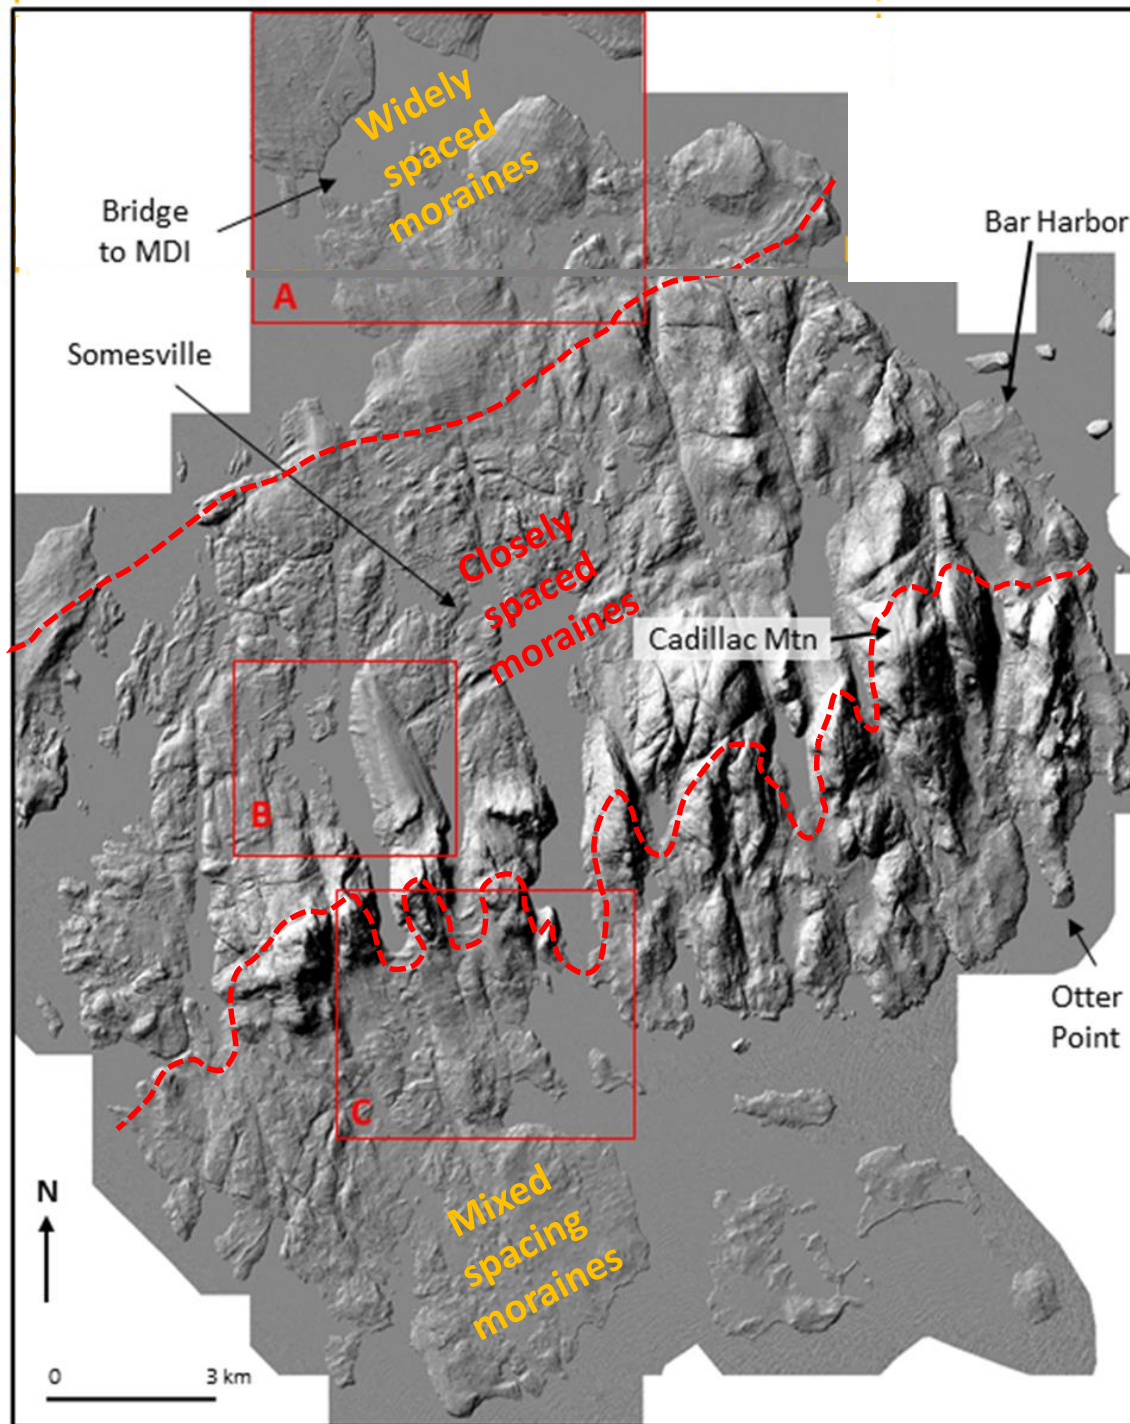 Widely
spaced
moraines
Bridge
to MDI
Bar Harbor
A
Somesville
Closely
spaced
moraines
Cadillac Mtn
B
Otter
Point
C
Mixed
spacing
moraines
N
0 3 km